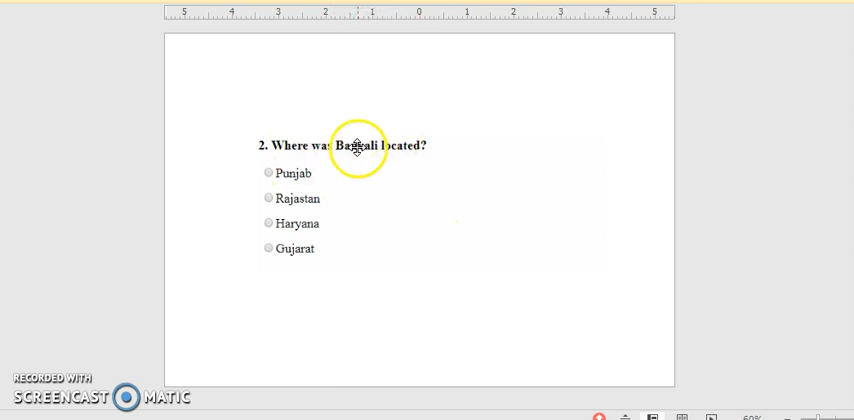 5 4 3 2 1 0 1 2 3 4 5
2. Where was located?
Punjab
Rajastan
Haryana
Gujarat
RECORDED WITH
SCREENCAST MATIC
60%